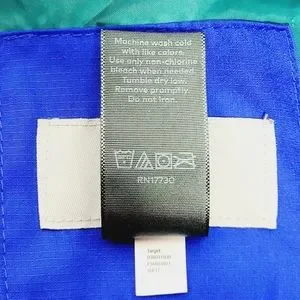 Machine wash cold
with like colors.
Use only non-chlorine
bleach when needed.
Tumble dry low.
Remove promptly.
Do not iron.
RN17730
Target